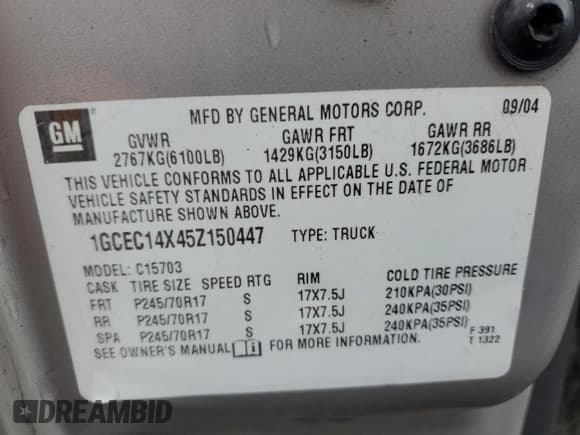 GM
MFD BY GENERAL MOTORS CORP. 09/04
GVWR GAWR FRT GAWR RR
2767KG(6100LB) 1429KG(3150LB) 1672KG(3686LB)
THIS VEHICLE CONFORMS TO ALL APPLICABLE U.S. FEDERAL MOTOR
VEHICLE SAFETY STANDARDS IN EFFECT ON THE DATE OF
MANUFACTURE SHOWN ABOVE.
1GCEC14X45Z150447 TYPE: TRUCK
MODEL: C15703
CASK TIRE SIZE SPEED RTG RIM COLD TIRE PRESSURE
FRT P245/70R17 S 17X7.5J 210KPA(30PSI)
RR P245/70R17 S 17X7.5J 240KPA(35PSI)
SPA P245/70R17 S 17X7.5J 240KPA(35PSI)
SEE OWNER'S MANUAL FOR MORE INFORMATION.
F 391
T 1322
DREAMBID